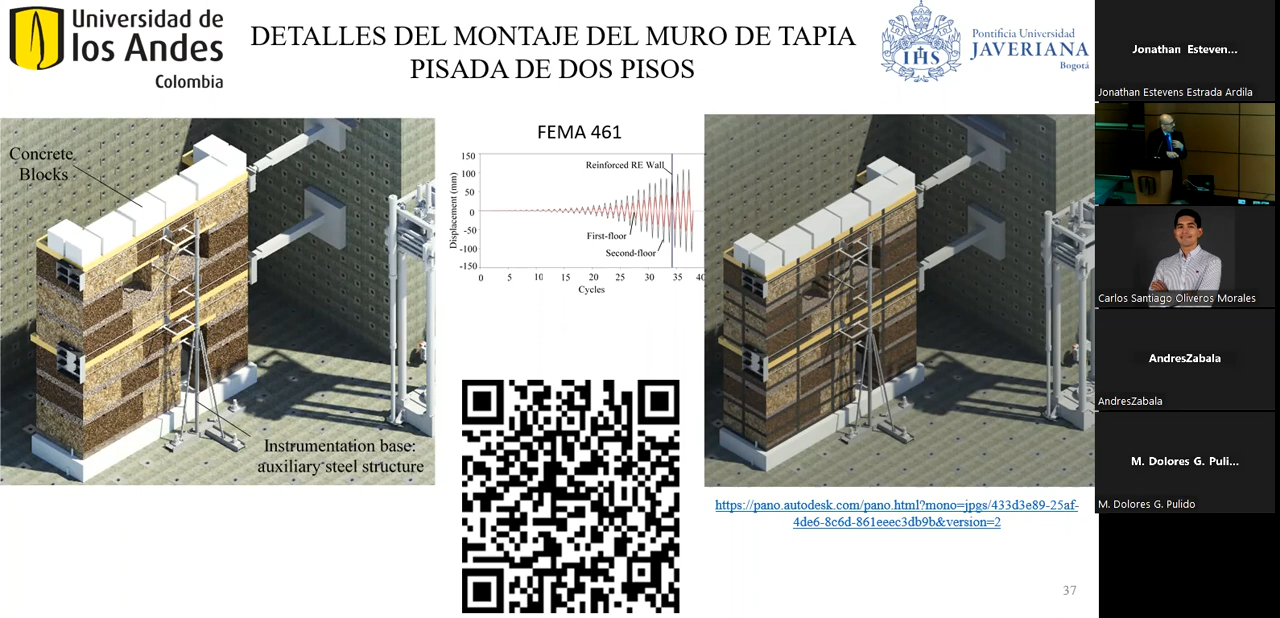 Universidad de
los Andes
Colombia
DETALLES DEL MONTAJE DEL MURO DE TAPIA
PISADA DE DOS PISOS
IHS
Pontificia Universidad
JAVERIANA
Bogotá
Concrete
Blocks
Instrumentation base:
auxiliary steel structure
FEMA 461
Displacement (mm)
150
100
50
0
-50
-100
-150
Reinforced RE Wall
First-floor
Second-floor
0 5 10 15 20 25 30 35 40
Cycles
https://pano.autodesk.com/pano.html?mono=jpgs/433d3e89-25af-
4de6-8c6d-861eeec3db9b&version=2
37
Jonathan Esteven...
Jonathan Estevens Estrada Ardila
Carlos Santiago Oliveros Morales
AndresZabala
AndresZabala
M. Dolores G. Puli...
M. Dolores G. Pulido